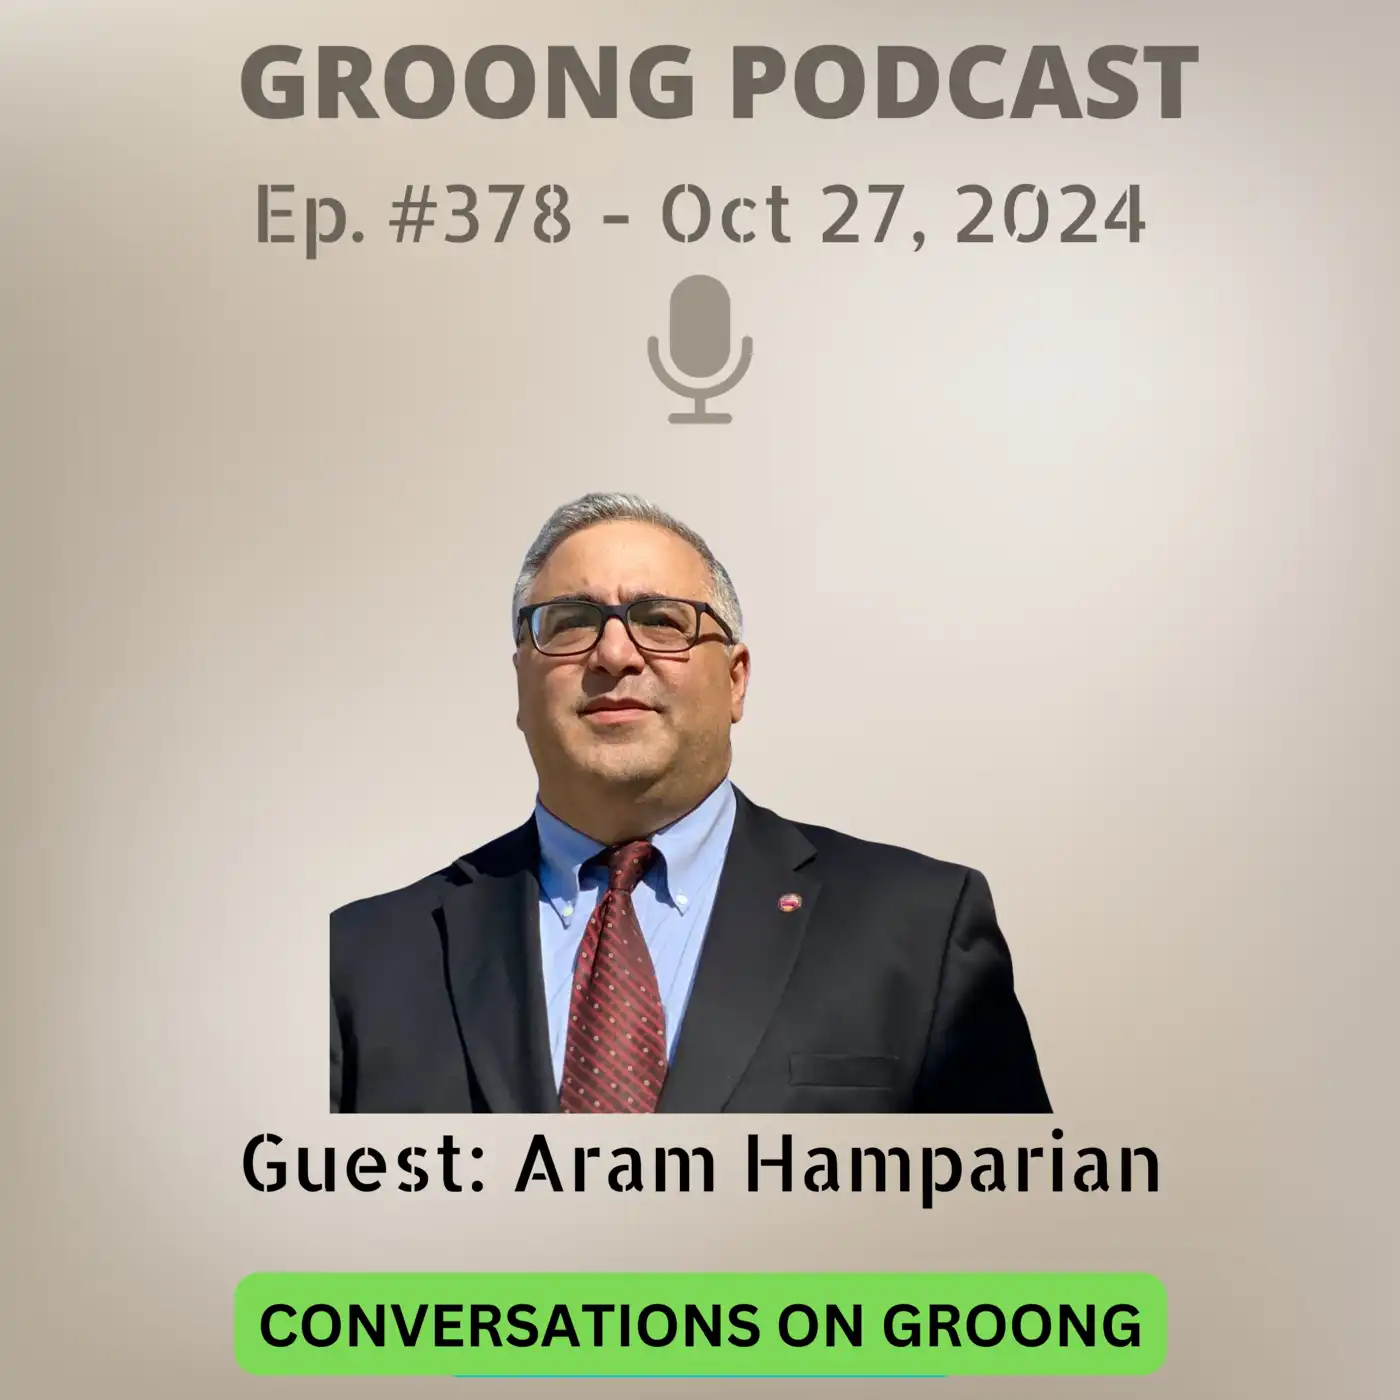 GROONG PODCAST
Ep. #378 - Oct 27, 2024
Guest: Aram Hamparian
CONVERSATIONS ON GROONG